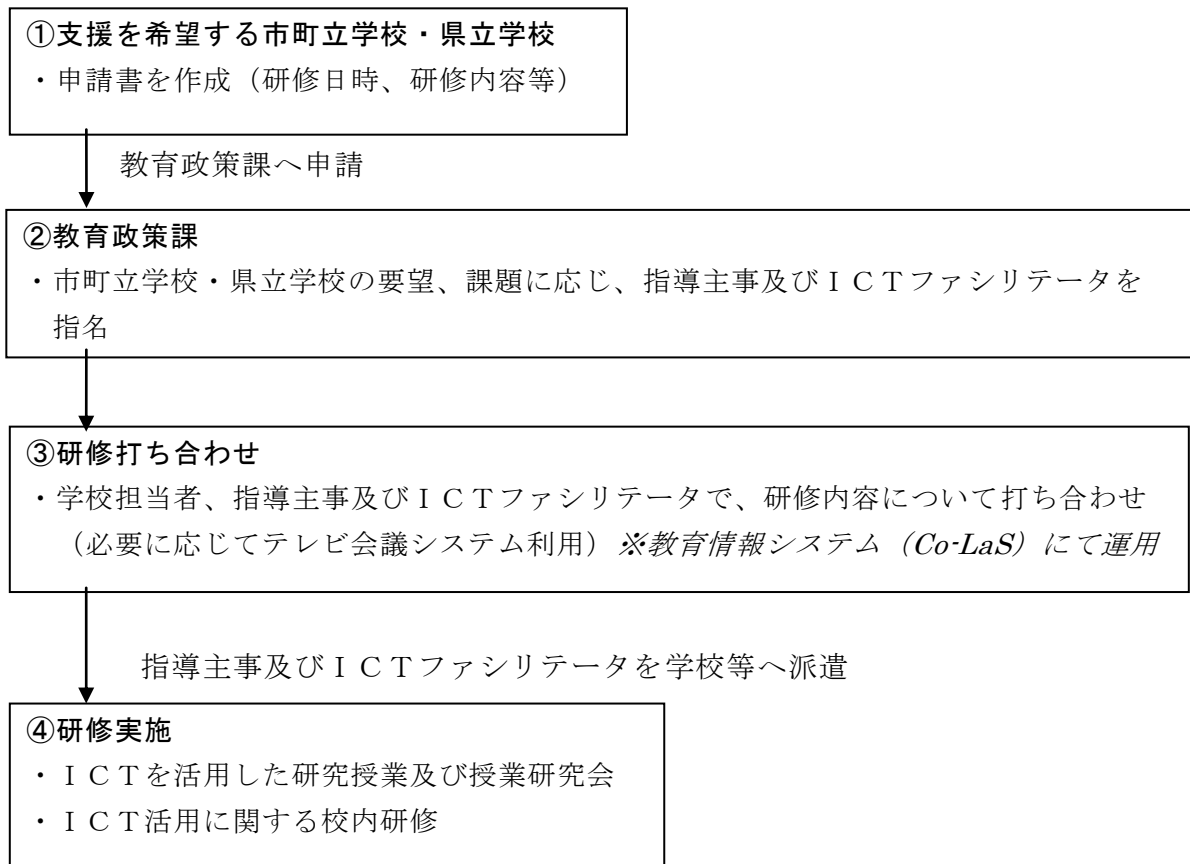 ①支援を希望する市町立学校・県立学校
・申請書を作成（研修日時、研修内容等）
教育政策課へ申請
②教育政策課
・市町立学校・県立学校の要望、課題に応じ、指導主事及びＩＣＴファシリテータを
指名
③研修打ち合わせ
・学校担当者、指導主事及びＩＣＴファシリテータで、研修内容について打ち合わせ
（必要に応じてテレビ会議システム利用）※教育情報システム（Co-LaS）にて運用
指導主事及びＩＣＴファシリテータを学校等へ派遣
④研修実施
・ＩＣＴを活用した研究授業及び授業研究会
・ＩＣＴ活用に関する校内研修